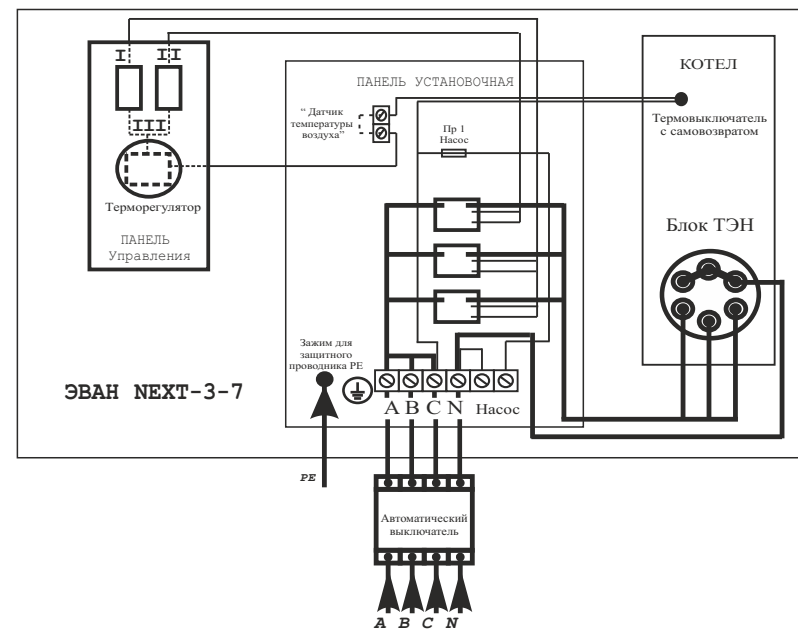 I
II
III
Терморегулятор
ПАНЕЛЬ
Управления
ПАНЕЛЬ УСТАНОВОЧНАЯ
“ Датчик
температуры
воздуха”
Пр 1
Насос
КОТЕЛ
Термовыключатель
с самовозвратом
Блок ТЭН
Зажим для
защитного
проводника PE
ЭВАН NEXT-3-7
A B C N Насос
PE
Автоматический
выключатель
A B C N